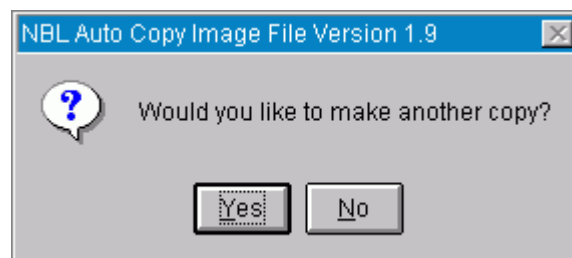 NBL Auto Copy Image File Version 1.9
Would you like to make another copy?
Yes No